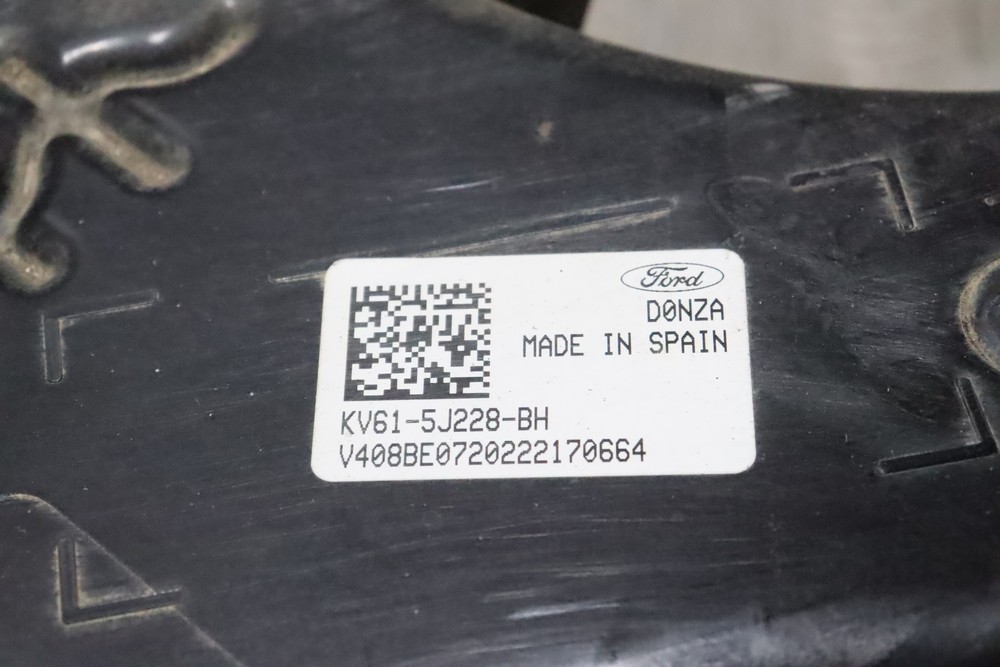 Ford
D0NZA
MADE IN SPAIN
KV61-5J228-BH
V408BE0720222170664